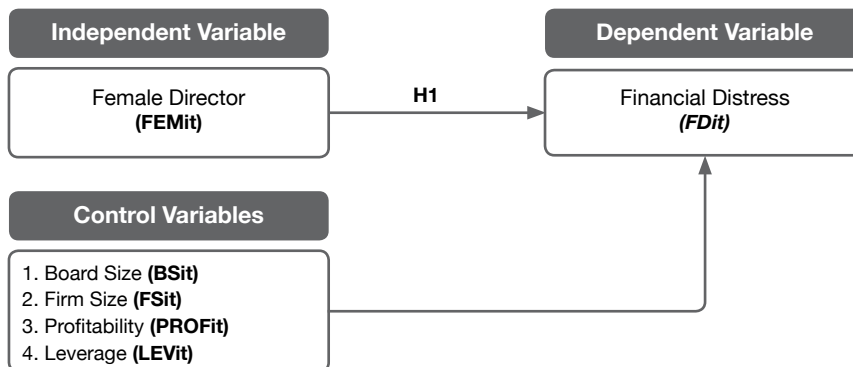 Independent Variable
Dependent Variable
Female Director
(FEMit)
H1
Financial Distress
(FDit)
Control Variables
1. Board Size (BSit)
2. Firm Size (FSit)
3. Profitability (PROFit)
4. Leverage (LEVit)